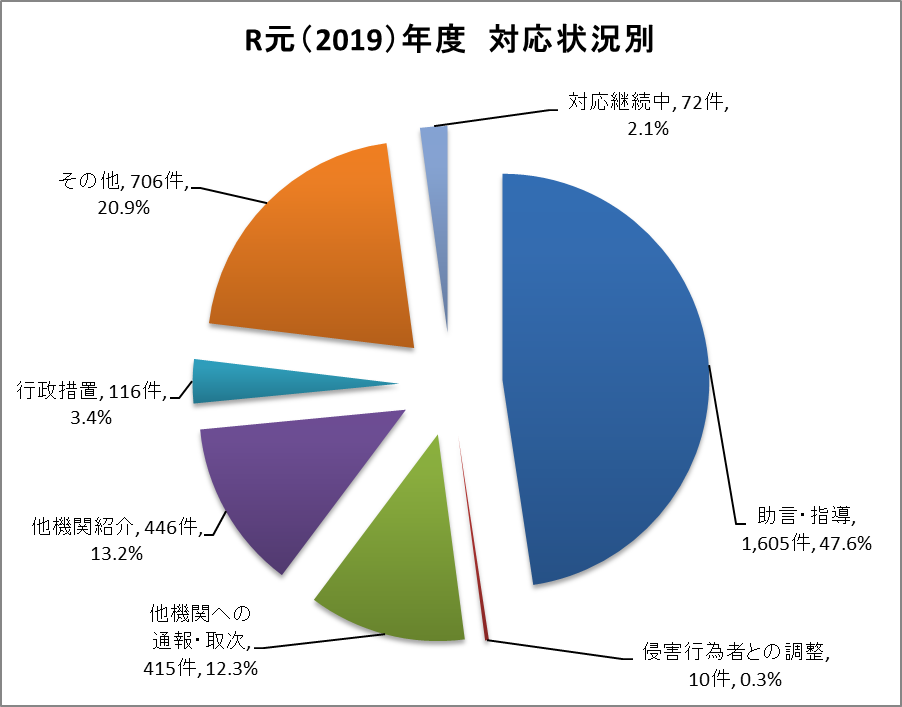 R元（2019）年度　対応状況別
対応継続中, 72件,
2.1%
その他, 706件,
20.9%
行政措置, 116件,
3.4%
助言・指導,
1,605件, 47.6%
他機関紹介, 446件,
13.2%
他機関への
通報・取次,
415件, 12.3%
侵害行為者との調整,
10件, 0.3%